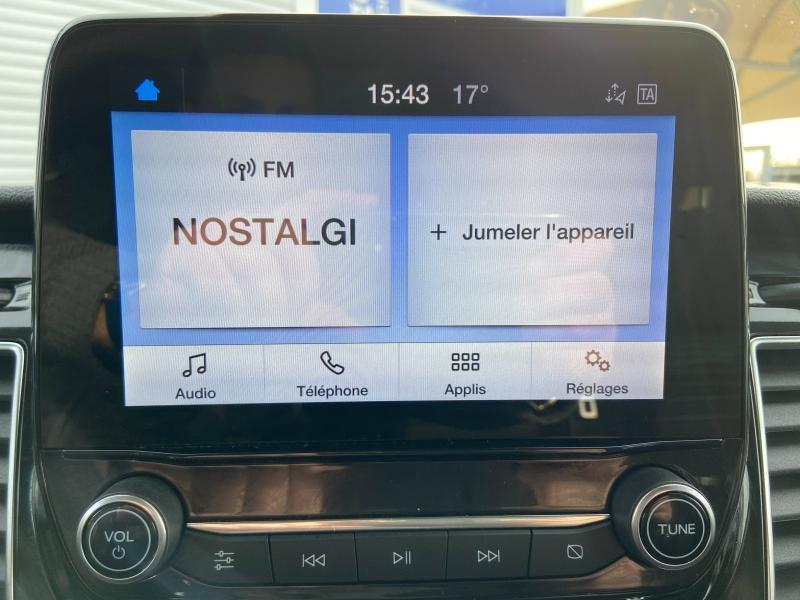 15:43 17°
TA
FM
NOSTALGI
+ Jumeler l'appareil
Audio
Téléphone
Applis
Réglages
VOL
TUNE